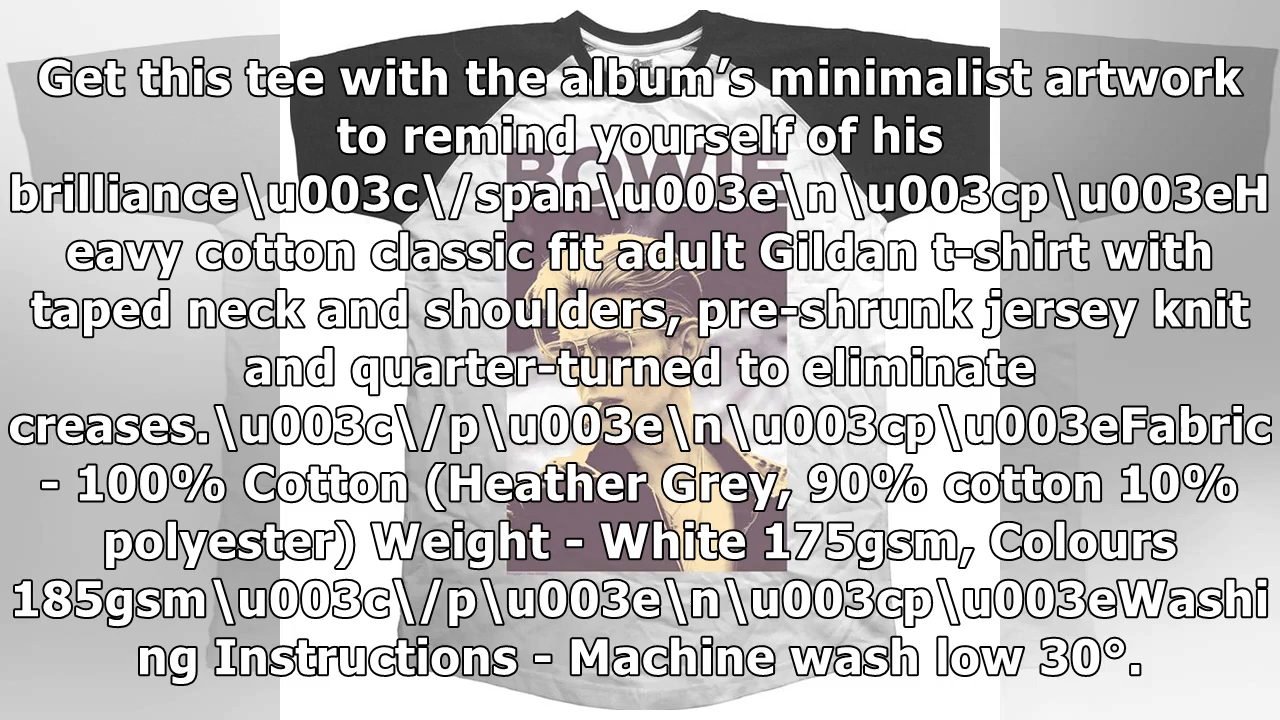 Get this tee with the album’s minimalist artwork
to remind yourself of his
brilliance\u003c\/span\u003e\n\u003cp\u003eH
eavy cotton classic fit adult Gildan t-shirt with
taped neck and shoulders, pre-shrunk jersey knit
and quarter-turned to eliminate
creases.\u003c\/p\u003e\n\u003cp\u003eFabric
- 100% Cotton (Heather Grey, 90% cotton 10%
polyester) Weight - White 175gsm, Colours
185gsm\u003c\/p\u003e\n\u003cp\u003eWashi
ng Instructions - Machine wash low 30°.
BOWIE